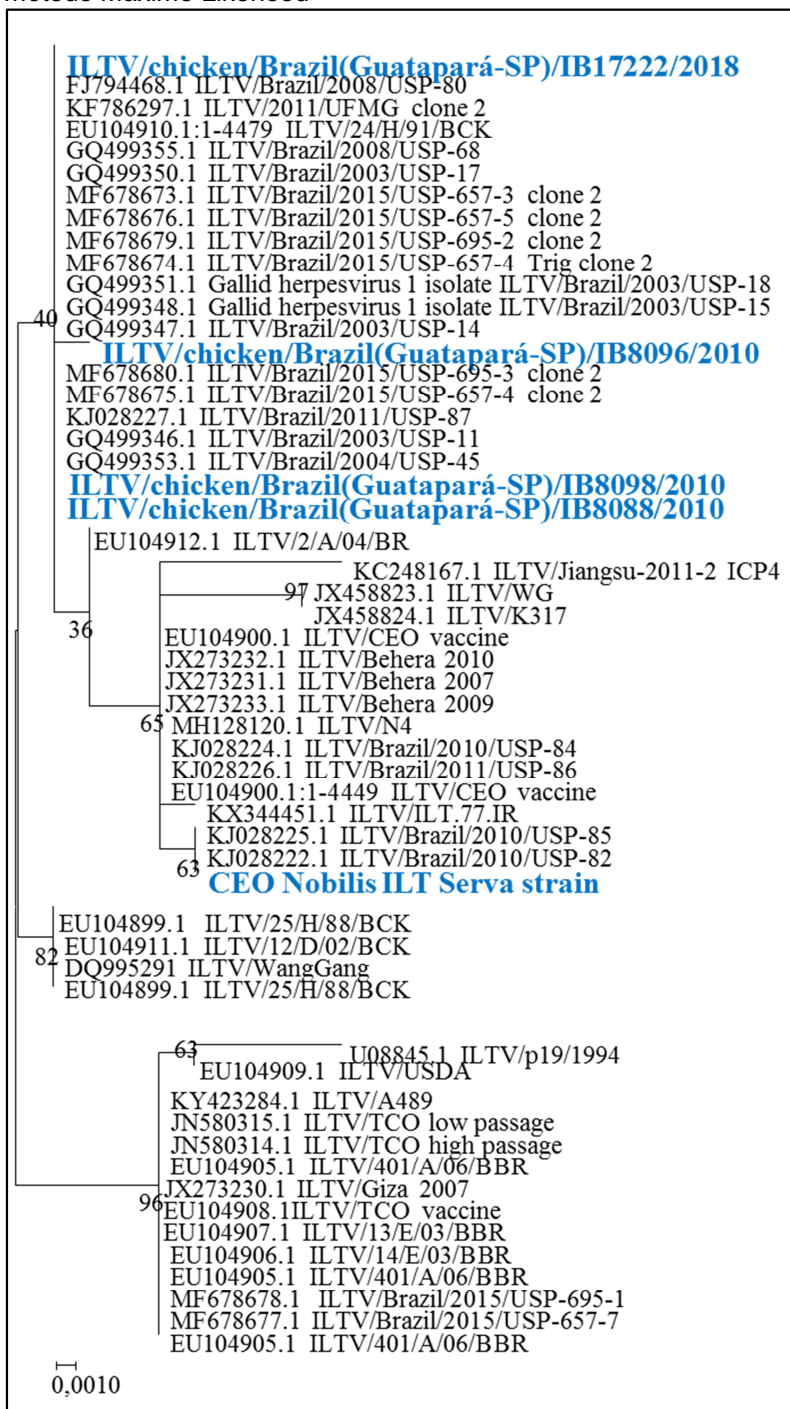 método Máximo Likelhood
ILTV/chicken/Brazil(Guatapará-SP)/IB17222/2018
FJ794468.1 ILTV/Brazil/2008/USP-80
KF786297.1 ILTV/2011/UFMG clone 2
EU104910.1:1-4479 ILTV/24/H/91/BCK
GQ499355.1 ILTV/Brazil/2008/USP-68
GQ499350.1 ILTV/Brazil/2003/USP-17
MF678673.1 ILTV/Brazil/2015/USP-657-3 clone 2
MF678676.1 ILTV/Brazil/2015/USP-657-5 clone 2
MF678679.1 ILTV/Brazil/2015/USP-695-2 clone 2
MF678674.1 ILTV/Brazil/2015/USP-657-4 Trig clone 2
GQ499351.1 Gallid herpesvirus 1 isolate ILTV/Brazil/2003/USP-18
GQ499348.1 Gallid herpesvirus 1 isolate ILTV/Brazil/2003/USP-15
40
GQ499347.1 ILTV/Brazil/2003/USP-14
ILTV/chicken/Brazil(Guatapará-SP)/IB8096/2010
MF678680.1 ILTV/Brazil/2015/USP-695-3 clone 2
MF678675.1 ILTV/Brazil/2015/USP-657-4 clone 2
KJ028227.1 ILTV/Brazil/2011/USP-87
GQ499346.1 ILTV/Brazil/2003/USP-11
GQ499353.1 ILTV/Brazil/2004/USP-45
ILTV/chicken/Brazil(Guatapará-SP)/IB8098/2010
ILTV/chicken/Brazil(Guatapará-SP)/IB8088/2010
EU104912.1 ILTV/2/A/04/BR
KC248167.1 ILTV/Jiangsu-2011-2 ICP4
97
JX458823.1 ILTV/WG
JX458824.1 ILTV/K317
36
EU104900.1 ILTV/CEO vaccine
JX273232.1 ILTV/Behera 2010
JX273231.1 ILTV/Behera 2007
JX273233.1 ILTV/Behera 2009
65
MH128120.1 ILTV/N4
KJ028224.1 ILTV/Brazil/2010/USP-84
KJ028226.1 ILTV/Brazil/2011/USP-86
EU104900.1:1-4449 ILTV/CEO vaccine
KX344451.1 ILTV/ILT.77.IR
KJ028225.1 ILTV/Brazil/2010/USP-85
63
KJ028222.1 ILTV/Brazil/2010/USP-82
CEO Nobilis ILT Serva strain
EU104899.1 ILTV/25/H/88/BCK
EU104911.1 ILTV/12/D/02/BCK
82
DQ995291 ILTV/WangGang
EU104899.1 ILTV/25/H/88/BCK
63
U08845.1 ILTV/p19/1994
EU104909.1 ILTV/USDA
KY423284.1 ILTV/A489
JN580315.1 ILTV/TCO low passage
JN580314.1 ILTV/TCO high passage
EU104905.1 ILTV/401/A/06/BBR
JX273230.1 ILTV/Giza 2007
96
EU104908.1ILTV/TCO vaccine
EU104907.1 ILTV/13/E/03/BBR
EU104906.1 ILTV/14/E/03/BBR
EU104905.1 ILTV/401/A/06/BBR
MF678678.1 ILTV/Brazil/2015/USP-695-1
MF678677.1 ILTV/Brazil/2015/USP-657-7
EU104905.1 ILTV/401/A/06/BBR
0,0010